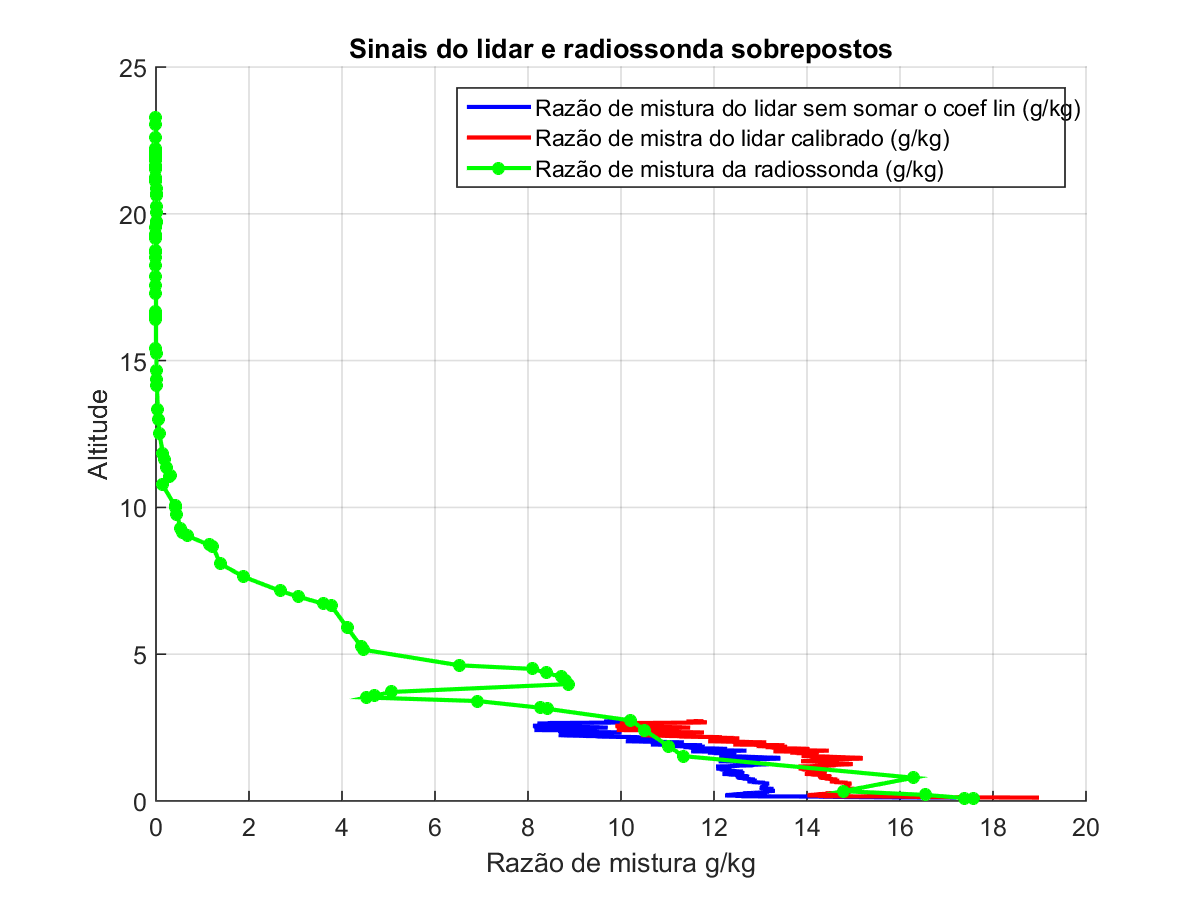 Sinais do lidar e radiossonda sobrepostos
Razão de mistura do lidar sem somar o coef lin (g/kg)
Razão de mistra do lidar calibrado (g/kg)
Razão de mistura da radiossonda (g/kg)
25
20
15
10
5
0
Altitude
0 2 4 6 8 10 12 14 16 18 20
Razão de mistura g/kg